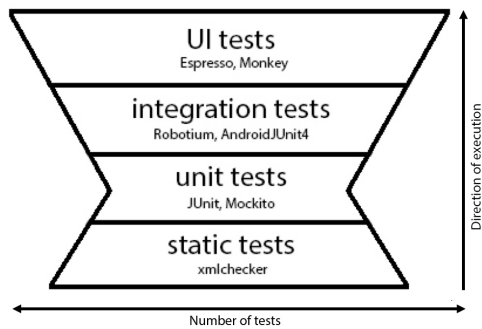 UI tests
Espresso, Monkey
integration tests
Robotium, AndroidJUnit4
unit tests
JUnit, Mockito
static tests
xmlchecker
Direction of execution
Number of tests